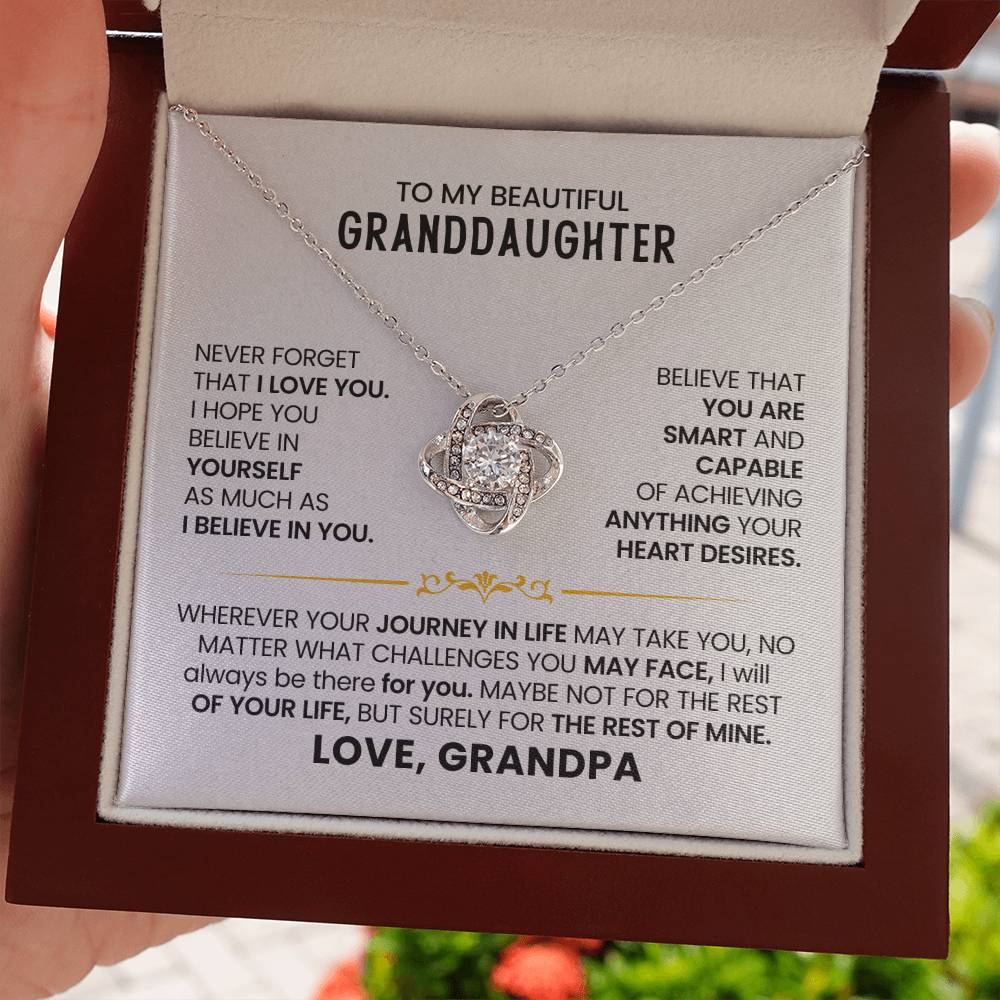 TO MY BEAUTIFUL
GRANDDAUGHTER
NEVER FORGET
THAT I LOVE YOU.
I HOPE YOU
BELIEVE IN
YOURSELF
AS MUCH AS
I BELIEVE IN YOU.
BELIEVE THAT
YOU ARE
SMART AND
CAPABLE
OF ACHIEVING
ANYTHING YOUR
HEART DESIRES.
WHEREVER YOUR JOURNEY IN LIFE MAY TAKE YOU, NO
MATTER WHAT CHALLENGES YOU MAY FACE, I will
always be there for you. MAYBE NOT FOR THE REST
OF YOUR LIFE, BUT SURELY FOR THE REST OF MINE.
LOVE, GRANDPA